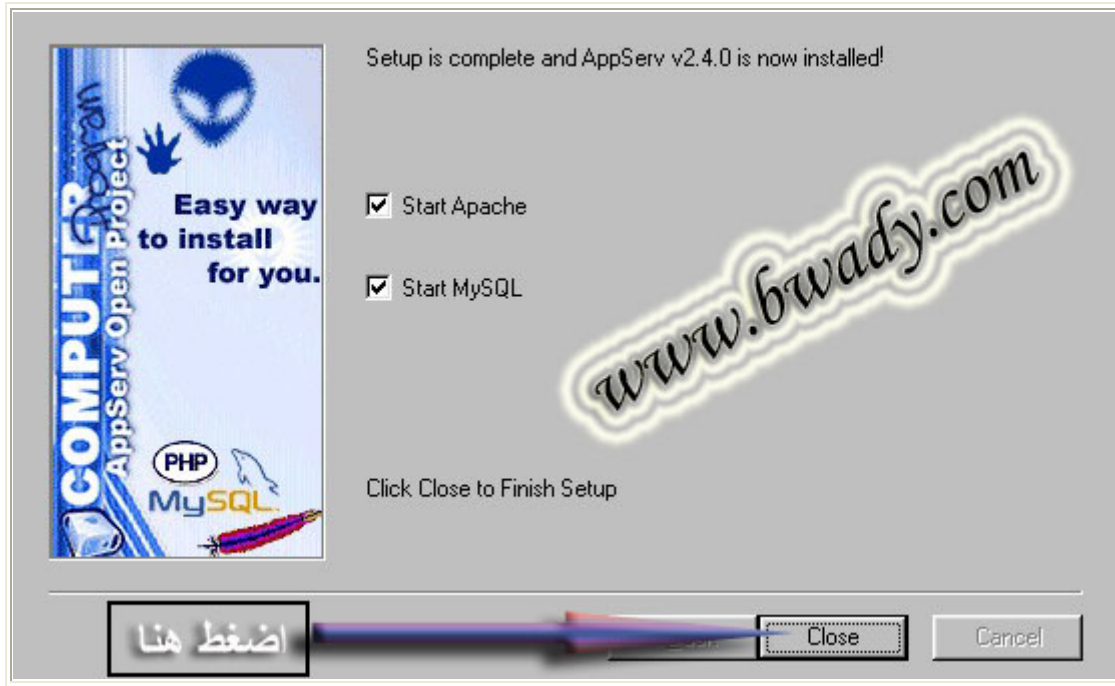 Setup is complete and AppServ v2.4.0 is now installed!
COMPUTER
Program
AppServ Open Project
Easy way
to install
for you.
Start Apache
Start MySQL
www.bwady.com
PHP
MySQL
Click Close to Finish Setup
اضغط هنا
Close
Cancel